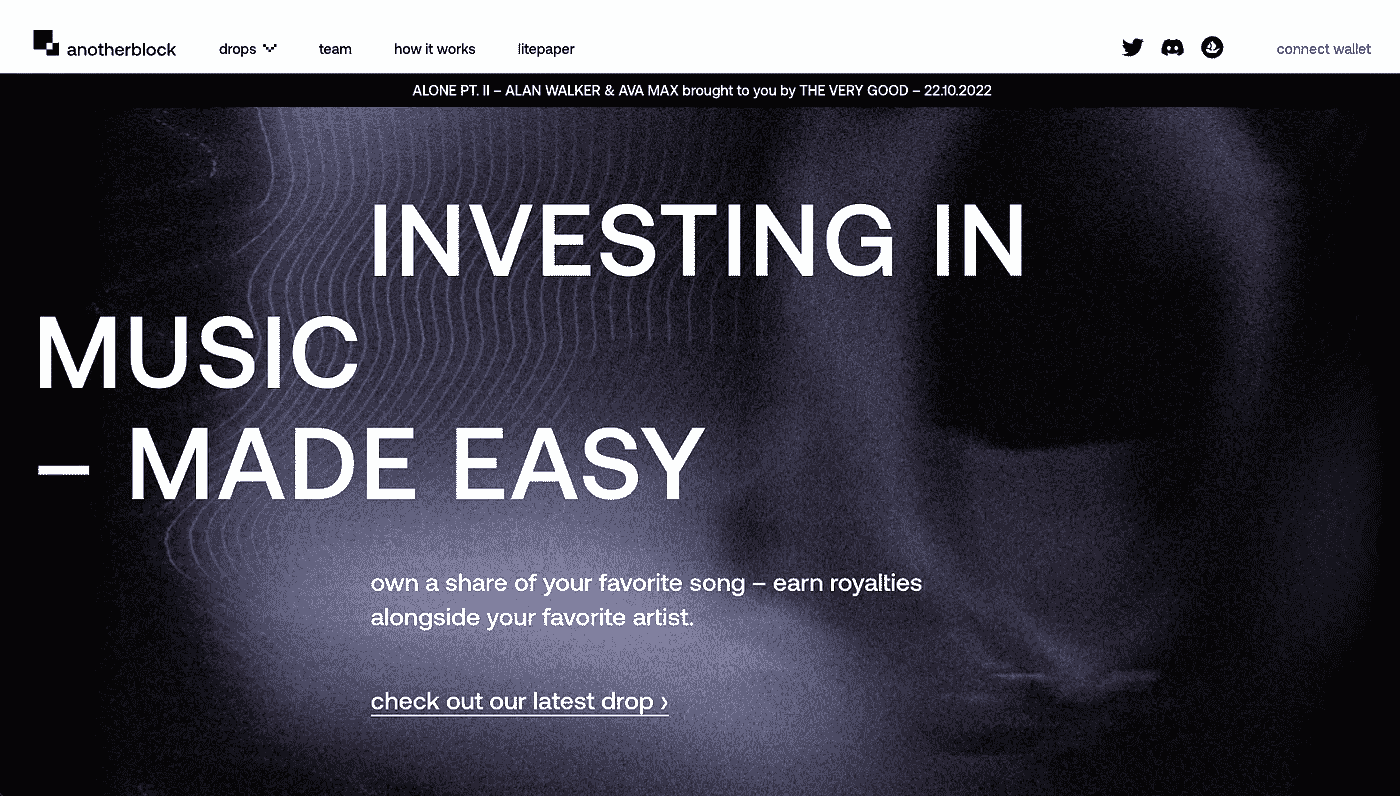 anotherblock
drops
team
how it works
litepaper
connect wallet
ALONE PT. II – ALAN WALKER & AVA MAX brought to you by THE VERY GOOD – 22.10.2022
INVESTING IN
MUSIC
– MADE EASY
own a share of your favorite song – earn royalties
alongside your favorite artist.
check out our latest drop ›